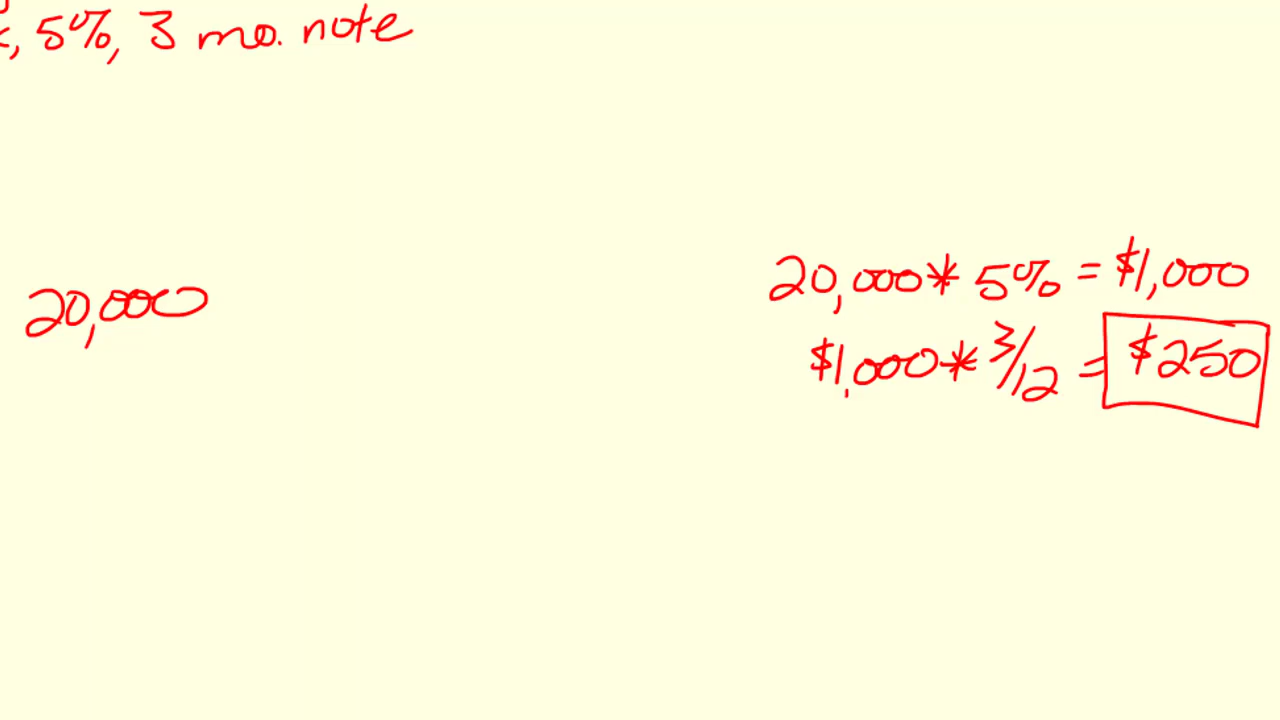 , 5%, 3 mo. note
20,000 * 5% = $1,000
20,000
$1,000 * 3/12 = $250